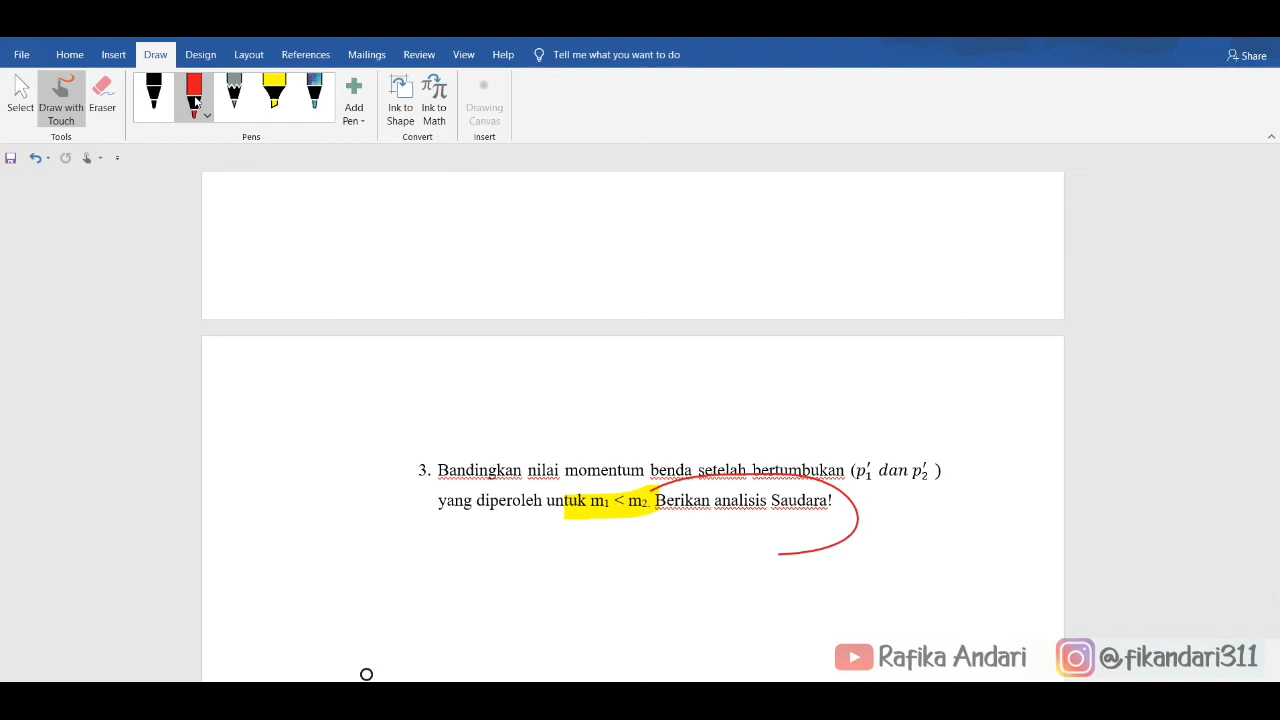 File Home Insert Draw Design Layout References Mailings Review View Help Tell me what you want to do Share
Select Draw with Touch Eraser Add Pen Ink to Shape Ink to Math Drawing Canvas
Tools Pens Convert Insert
3. Bandingkan nilai momentum benda setelah bertumbukan (p₁′ dan p₂′ )
yang diperoleh untuk m₁ < m₂. Berikan analisis Saudara!
Rafika Andari @fikandari311